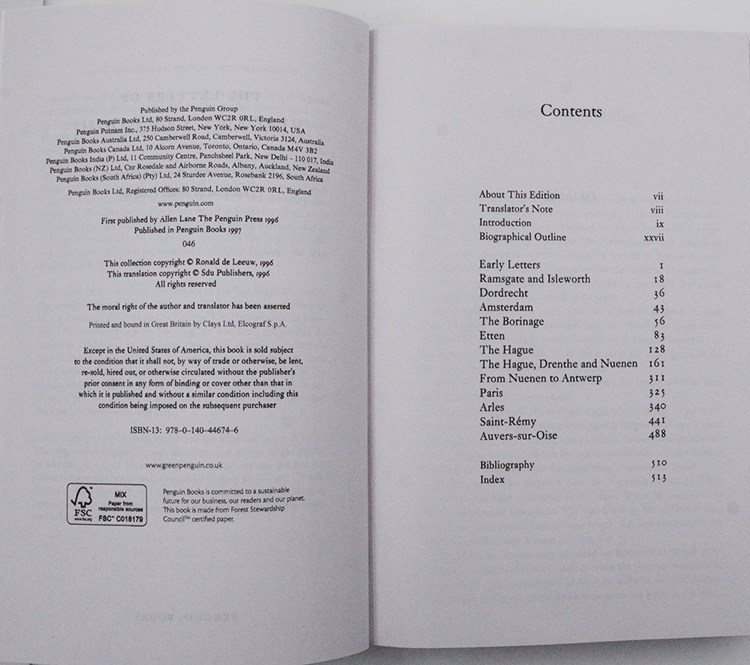 Published by the Penguin Group
Penguin Books Ltd, 80 Strand, London WC2R 0RL, England
Penguin Putnam Inc., 375 Hudson Street, New York, New York 10014, USA
Penguin Books Australia Ltd, 250 Camberwell Road, Camberwell, Victoria 3124, Australia
Penguin Books Canada Ltd, 10 Alcorn Avenue, Toronto, Ontario, Canada M4V 3B2
Penguin Books India (P) Ltd, 11 Community Centre, Panchsheel Park, New Delhi – 110 017, India
Penguin Books (NZ) Ltd, Cnr Rosedale and Airborne Roads, Albany, Auckland, New Zealand
Penguin Books (South Africa) (Pty) Ltd, 24 Sturdee Avenue, Rosebank 2196, South Africa
Penguin Books Ltd, Registered Offices: 80 Strand, London WC2R 0RL, England
www.penguin.com
First published by Allen Lane The Penguin Press 1996
Published in Penguin Books 1997
046
This collection copyright © Ronald de Leeuw, 1996
This translation copyright © Sdu Publishers, 1996
All rights reserved
The moral right of the author and translator has been asserted
Printed and bound in Great Britain by Clays Ltd, Elcograf S.p.A.
Except in the United States of America, this book is sold subject
to the condition that it shall not, by way of trade or otherwise, be lent,
re-sold, hired out, or otherwise circulated without the publisher's
prior consent in any form of binding or cover other than that in
which it is published and without a similar condition including this
condition being imposed on the subsequent purchaser
ISBN-13: 978–0–140–44674–6
www.greenpenguin.co.uk
FSC
www.fsc.org
MIX
Paper from
responsible sources
FSC™ C018179
Penguin Books is committed to a sustainable
future for our business, our readers and our planet.
This book is made from Forest Stewardship
Council™ certified paper.
Contents
About This Edition vii
Translator's Note viii
Introduction ix
Biographical Outline xxvii
Early Letters 1
Ramsgate and Isleworth 18
Dordrecht 36
Amsterdam 43
The Borinage 56
Etten 83
The Hague 128
The Hague, Drenthe and Nuenen 161
From Nuenen to Antwerp 311
Paris 325
Arles 340
Saint-Rémy 441
Auvers-sur-Oise 488
Bibliography 510
Index 513